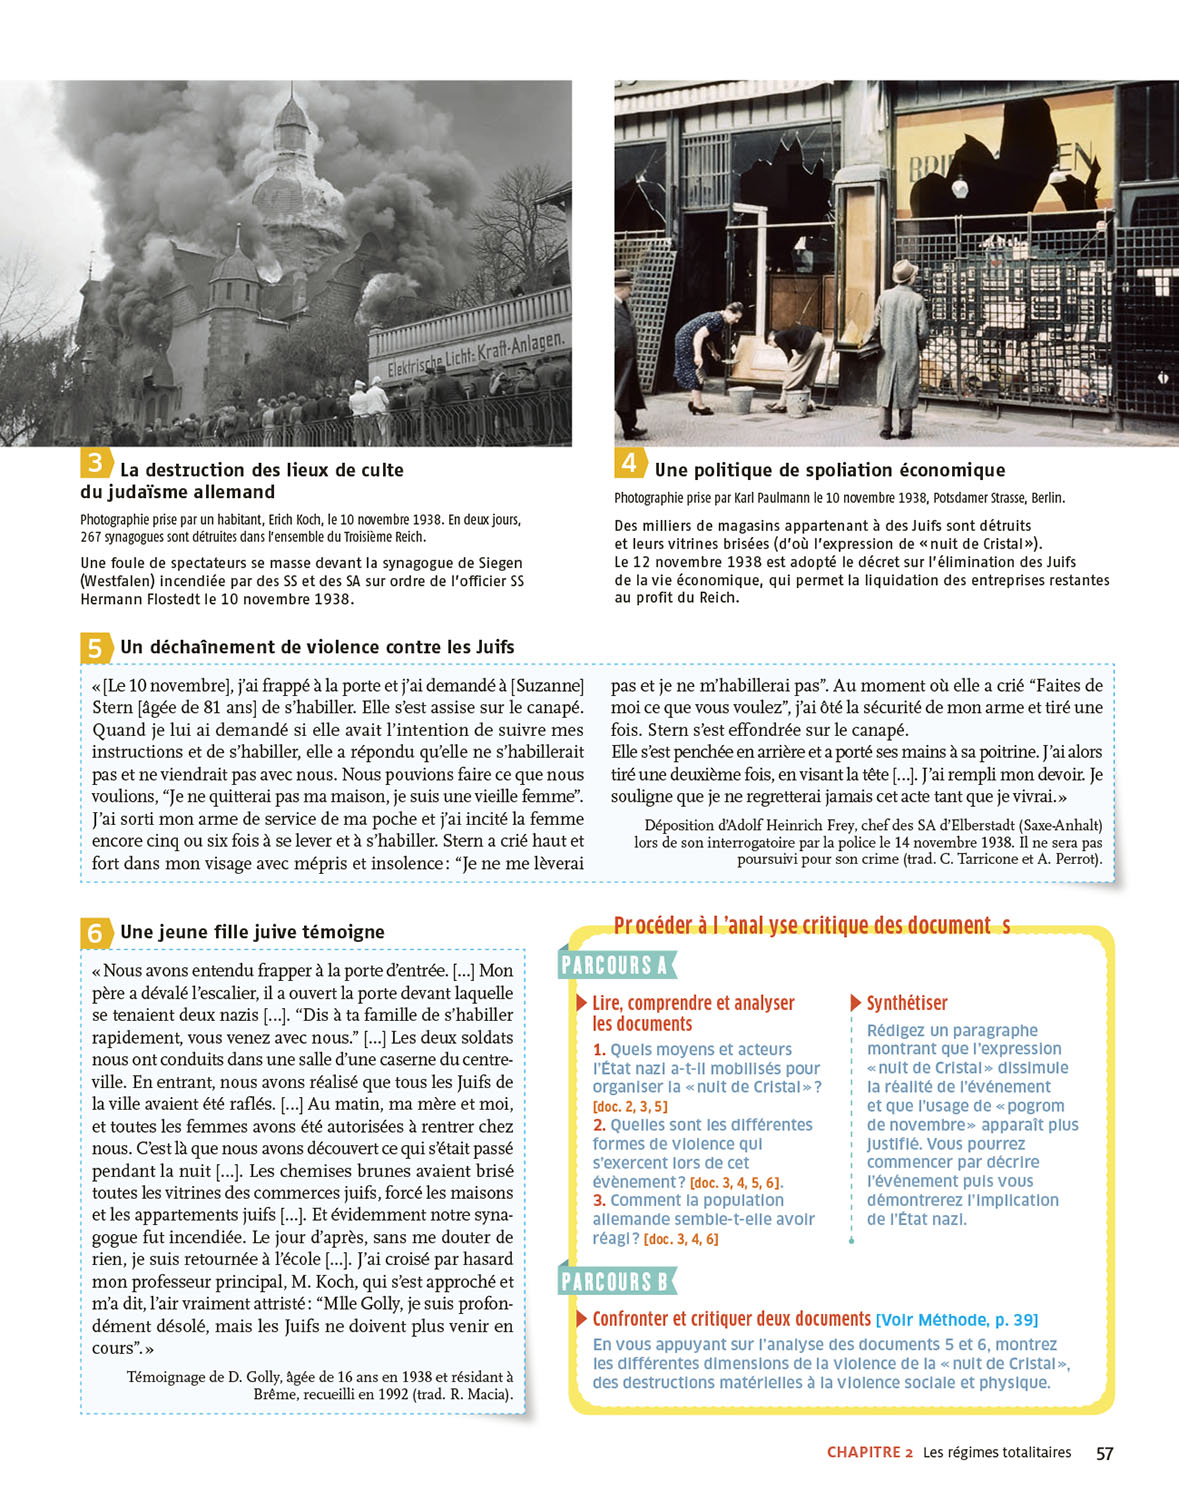 Elektrische Licht= Kraft-Anlagen.
3 La destruction des lieux de culte
du judaïsme allemand
Photographie prise par un habitant, Erich Koch, le 10 novembre 1938. En deux jours,
267 synagogues sont détruites dans l'ensemble du Troisième Reich.
Une foule de spectateurs se masse devant la synagogue de Siegen
(Westfalen) incendiée par des SS et des SA sur ordre de l'officier SS
Hermann Flostedt le 10 novembre 1938.
4 Une politique de spoliation économique
Photographie prise par Karl Paulmann le 10 novembre 1938, Potsdamer Strasse, Berlin.
Des milliers de magasins appartenant à des Juifs sont détruits
et leurs vitrines brisées (d'où l'expression de « nuit de Cristal »).
Le 12 novembre 1938 est adopté le décret sur l'élimination des Juifs
de la vie économique, qui permet la liquidation des entreprises restantes
au profit du Reich.
5 Un déchaînement de violence contre les Juifs
« [Le 10 novembre], j'ai frappé à la porte et j'ai demandé à [Suzanne]
Stern [âgée de 81 ans] de s'habiller. Elle s'est assise sur le canapé.
Quand je lui ai demandé si elle avait l'intention de suivre mes
instructions et de s'habiller, elle a répondu qu'elle ne s'habillerait
pas et ne viendrait pas avec nous. Nous pouvions faire ce que nous
voulions, “Je ne quitterai pas ma maison, je suis une vieille femme”.
J'ai sorti mon arme de service de ma poche et j'ai incité la femme
encore cinq ou six fois à se lever et à s'habiller. Stern a crié haut et
fort dans mon visage avec mépris et insolence : “Je ne me lèverai
pas et je ne m'habillerai pas”. Au moment où elle a crié “Faites de
moi ce que vous voulez”, j'ai ôté la sécurité de mon arme et tiré une
fois. Stern s'est effondrée sur le canapé.
Elle s'est penchée en arrière et a porté ses mains à sa poitrine. J'ai alors
tiré une deuxième fois, en visant la tête [...]. J'ai rempli mon devoir. Je
souligne que je ne regretterai jamais cet acte tant que je vivrai. »
Déposition d'Adolf Heinrich Frey, chef des SA d'Elberstadt (Saxe-Anhalt)
lors de son interrogatoire par la police le 14 novembre 1938. Il ne sera pas
poursuivi pour son crime (trad. C. Tarricone et A. Perrot).
6 Une jeune fille juive témoigne
« Nous avons entendu frapper à la porte d'entrée. [...] Mon
père a dévalé l'escalier, il a ouvert la porte devant laquelle
se tenaient deux nazis [...]. “Dis à ta famille de s'habiller
rapidement, vous venez avec nous.” [...] Les deux soldats
nous ont conduits dans une salle d'une caserne du centre-
ville. En entrant, nous avons réalisé que tous les Juifs de
la ville avaient été raflés. [...] Au matin, ma mère et moi,
et toutes les femmes avons été autorisées à rentrer chez
nous. C'est là que nous avons découvert ce qui s'était passé
pendant la nuit [...]. Les chemises brunes avaient brisé
toutes les vitrines des commerces juifs, forcé les maisons
et les appartements juifs [...]. Et évidemment notre syna-
gogue fut incendiée. Le jour d'après, sans me douter de
rien, je suis retournée à l'école [...]. J'ai croisé par hasard
mon professeur principal, M. Koch, qui s'est approché et
m'a dit, l'air vraiment attristé : “Mlle Golly, je suis profon-
dément désolé, mais les Juifs ne doivent plus venir en
cours”. »
Témoignage de D. Golly, âgée de 16 ans en 1938 et résidant à
Brême, recueilli en 1992 (trad. R. Macia).
Pr océder à l 'anal yse critique des document s
PARCOURS A
Lire, comprendre et analyser
les documents
1. Quels moyens et acteurs
l'État nazi a-t-il mobilisés pour
organiser la « nuit de Cristal » ?
[doc. 2, 3, 5]
2. Quelles sont les différentes
formes de violence qui
s'exercent lors de cet
évènement ? [doc. 3, 4, 5, 6].
3. Comment la population
allemande semble-t-elle avoir
réagi ? [doc. 3, 4, 6]
Synthétiser
Rédigez un paragraphe
montrant que l'expression
« nuit de Cristal » dissimule
la réalité de l'événement
et que l'usage de « pogrom
de novembre » apparaît plus
justifié. Vous pourrez
commencer par décrire
l'événement puis vous
démontrerez l'implication
de l'État nazi.
PARCOURS B
Confronter et critiquer deux documents [Voir Méthode, p. 39]
En vous appuyant sur l'analyse des documents 5 et 6, montrez
les différentes dimensions de la violence de la « nuit de Cristal »,
des destructions matérielles à la violence sociale et physique.
CHAPITRE 2 Les régimes totalitaires 57